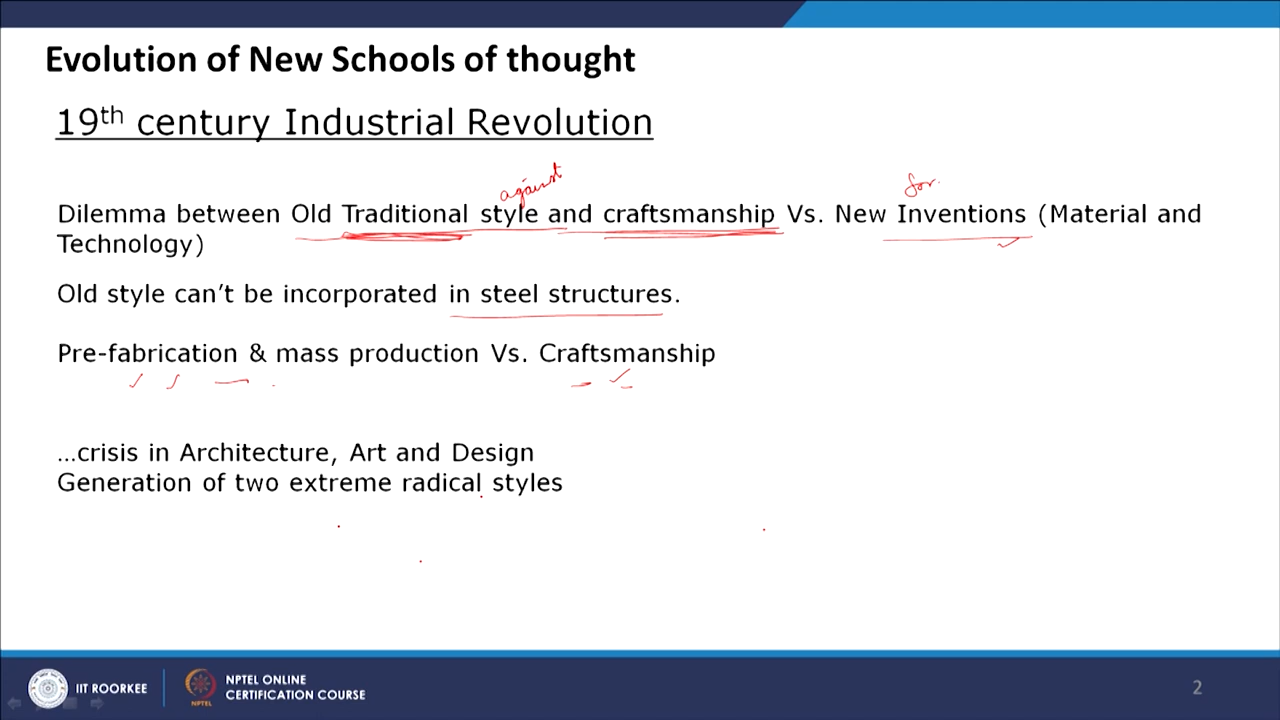 Evolution of New Schools of thought
19th century Industrial Revolution
against for.
Dilemma between Old Traditional style and craftsmanship Vs. New Inventions (Material and
Technology)
Old style can’t be incorporated in steel structures.
Pre-fabrication & mass production Vs. Craftsmanship
...crisis in Architecture, Art and Design
Generation of two extreme radical styles
IIT ROORKEE
NPTEL ONLINE
CERTIFICATION COURSE
NPTEL
2